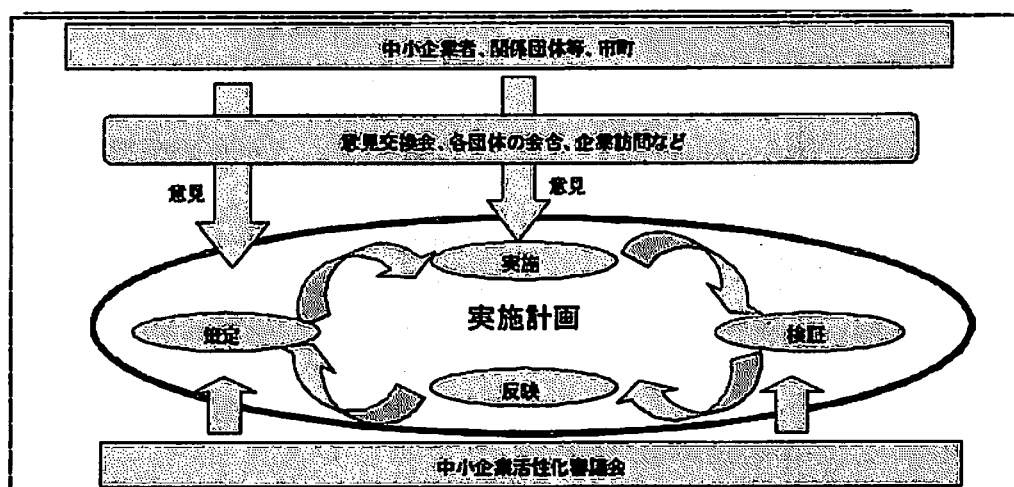 中小企業者、関係団体等、市町
意見交換会、各団体の会合、企業訪問など
意見
意見
実施
実施計画
策定
検証
反映
中小企業活性化審議会